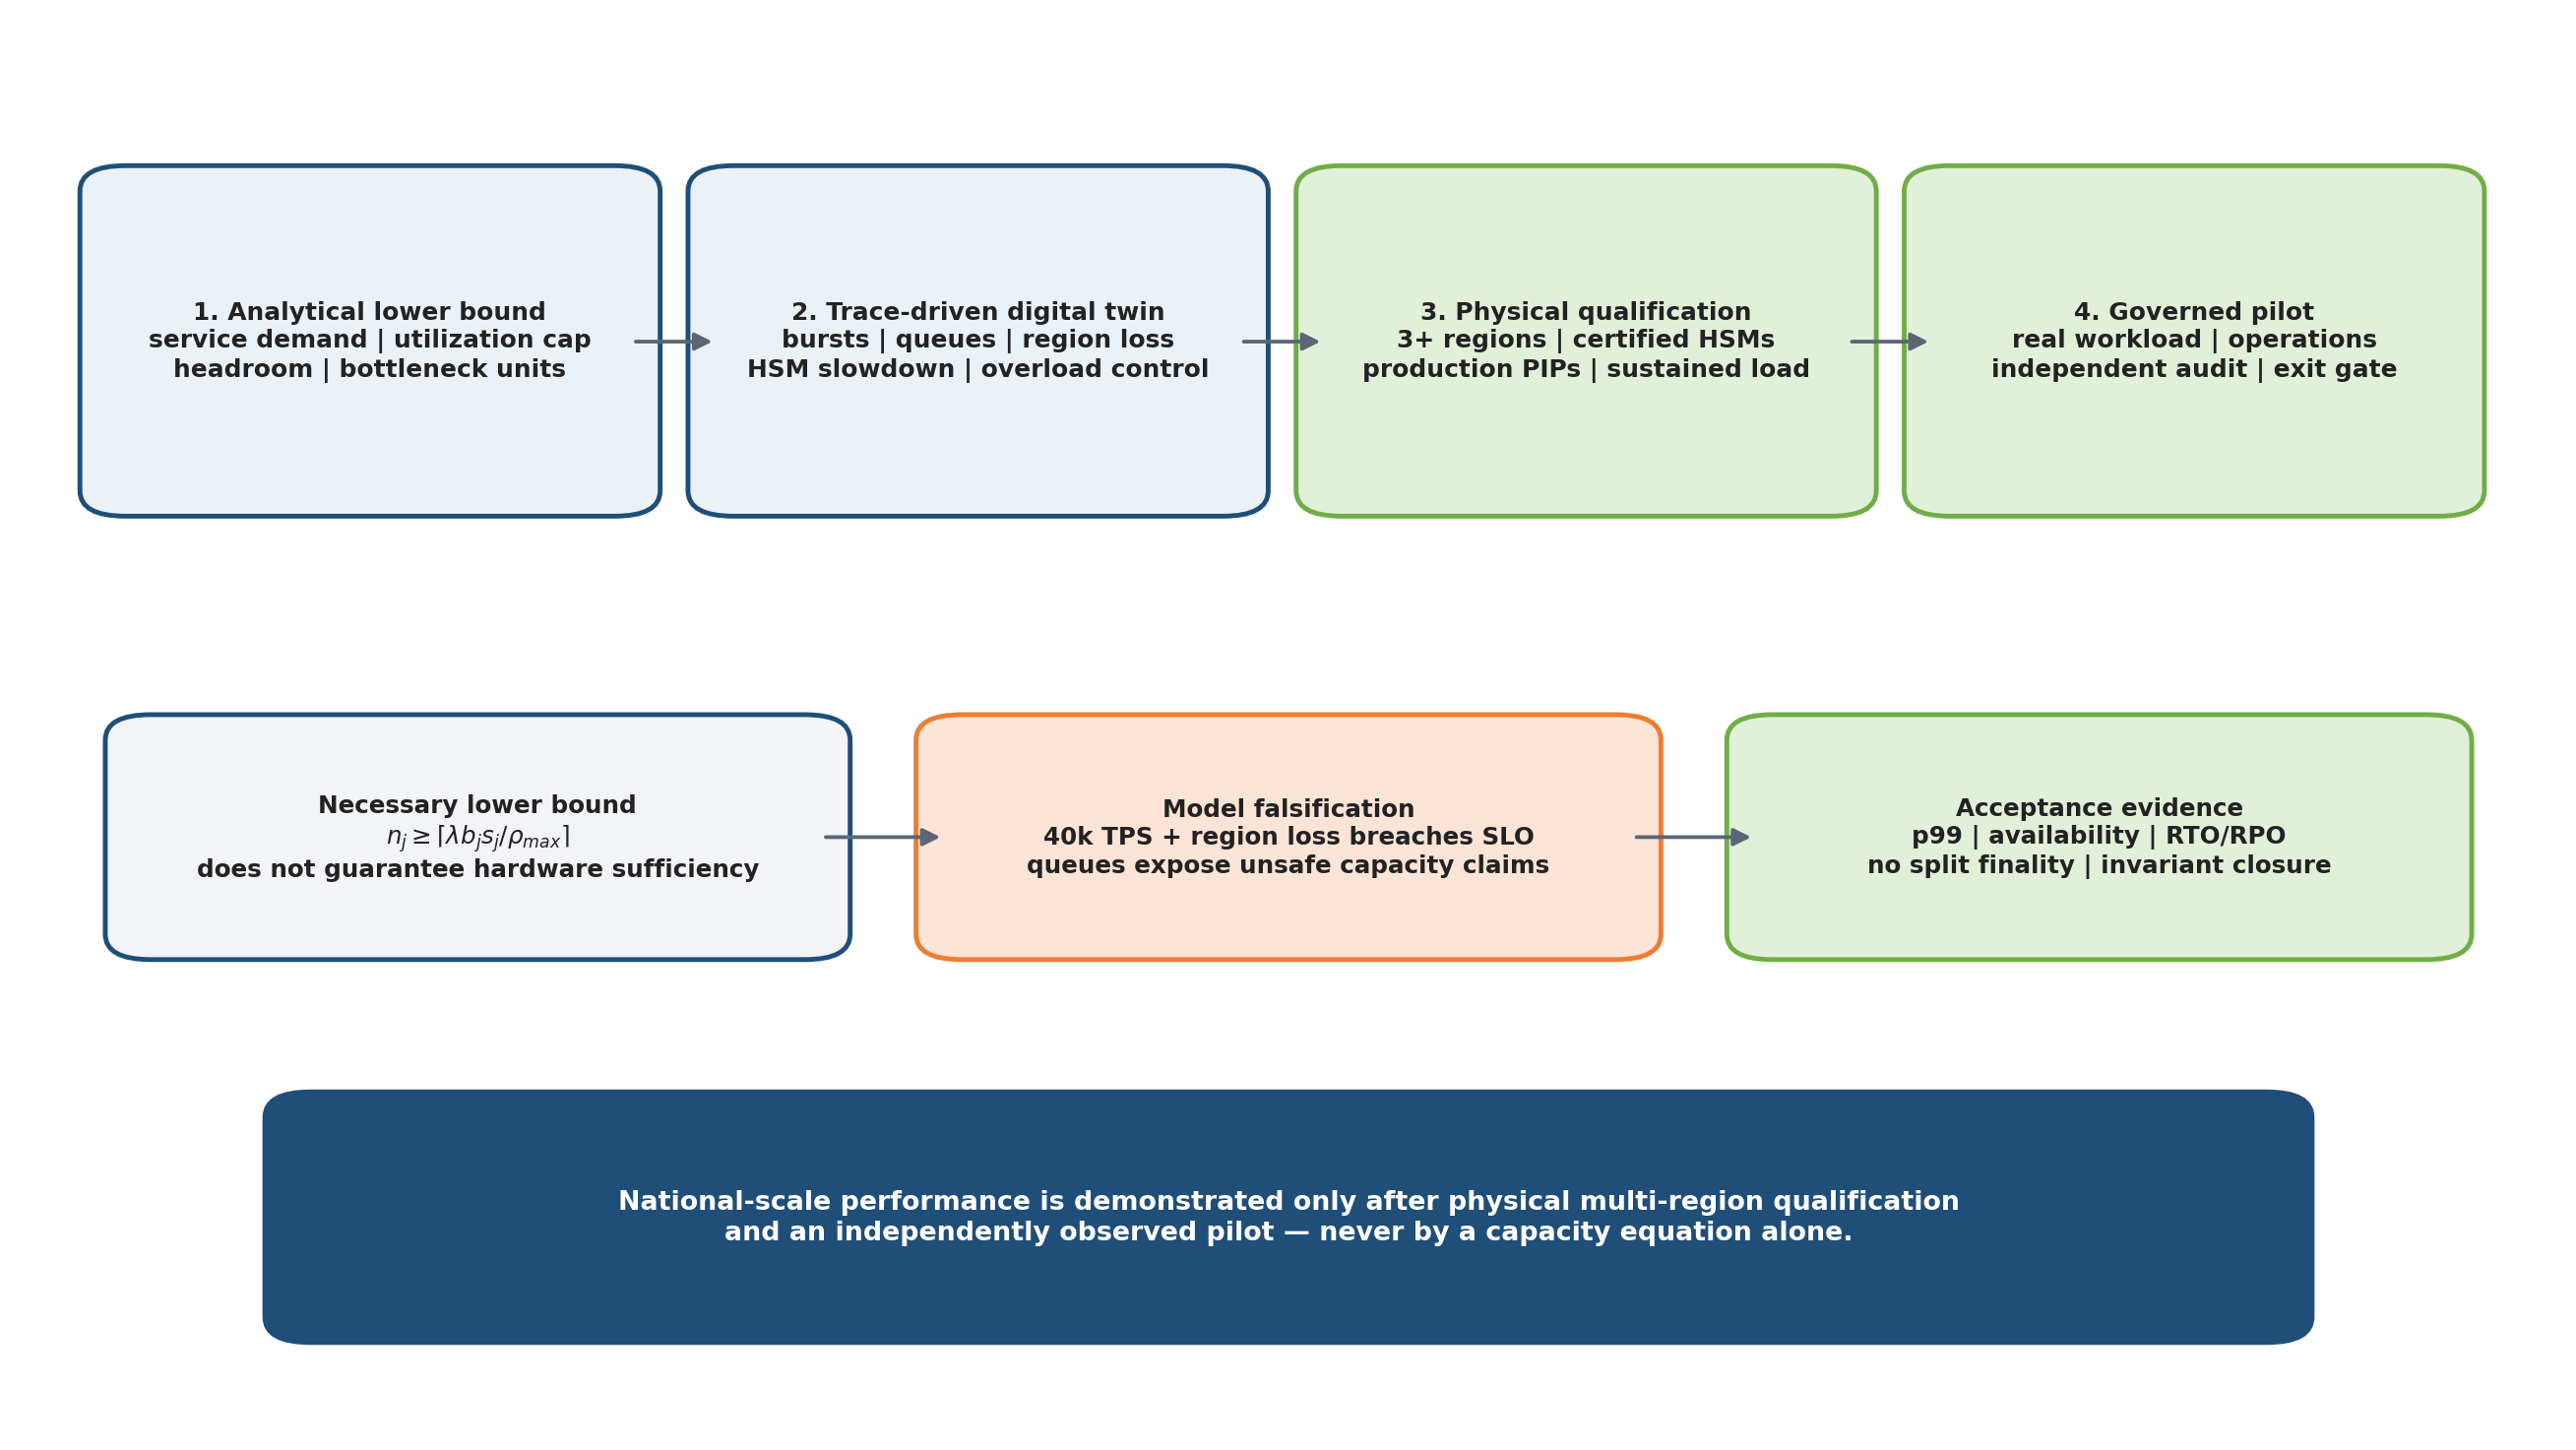 1. Analytical lower bound
service demand | utilization cap
headroom | bottleneck units
2. Trace-driven digital twin
bursts | queues | region loss
HSM slowdown | overload control
3. Physical qualification
3+ regions | certified HSMs
production PIPs | sustained load
4. Governed pilot
real workload | operations
independent audit | exit gate
Necessary lower bound
n_j ≥ ⌈λb_js_j/ρ_max⌉
does not guarantee hardware sufficiency
Model falsification
40k TPS + region loss breaches SLO
queues expose unsafe capacity claims
Acceptance evidence
p99 | availability | RTO/RPO
no split finality | invariant closure
National-scale performance is demonstrated only after physical multi-region qualification
and an independently observed pilot — never by a capacity equation alone.